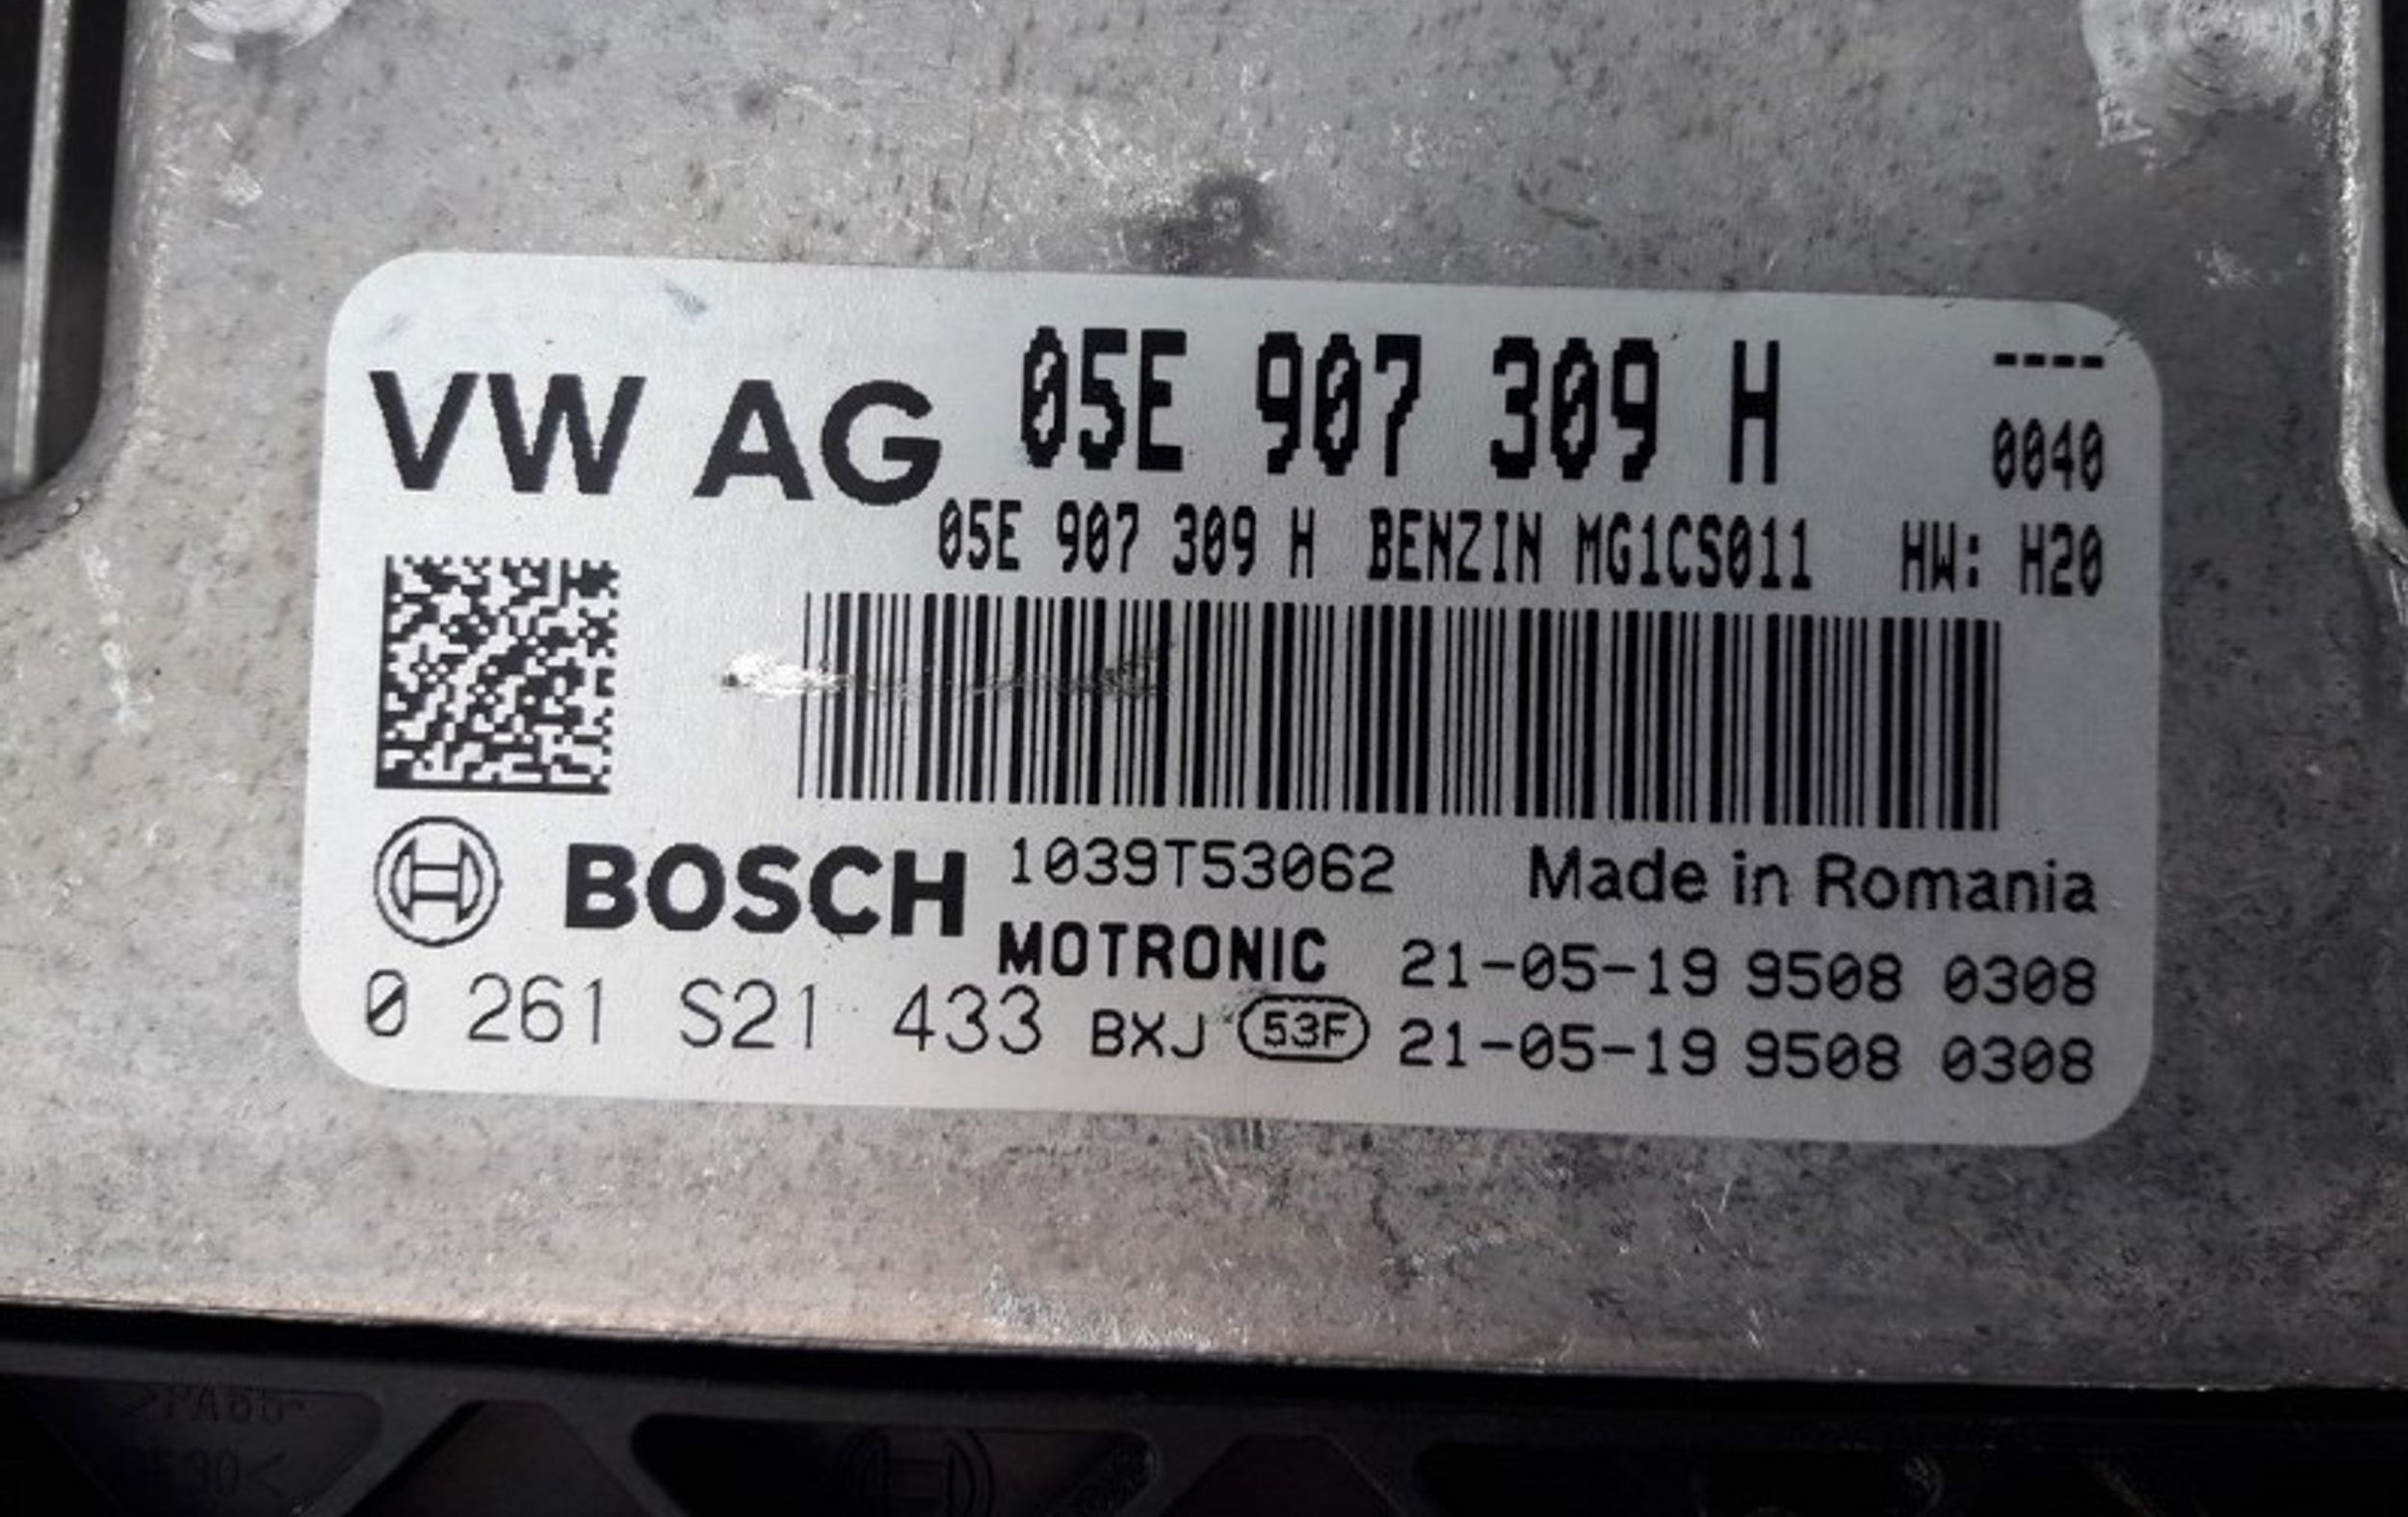 VW AG 05E 907 309 H ----
0040
05E 907 309 H BENZIN MG1CS011 HW: H20
BOSCH 1039T53062 Made in Romania
MOTRONIC 21-05-19 9508 0308
0 261 S21 433 BXJ 53F 21-05-19 9508 0308